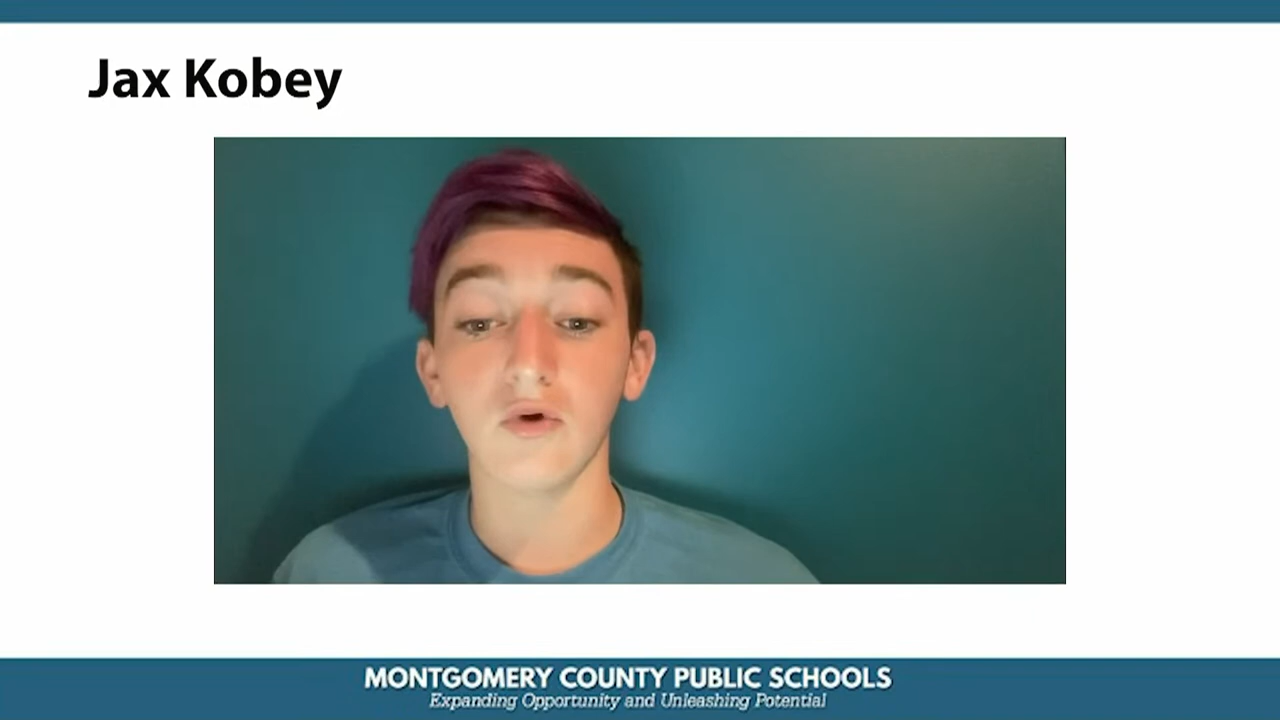 Jax Kobey
MONTGOMERY COUNTY PUBLIC SCHOOLS
Expanding Opportunity and Unleashing Potential